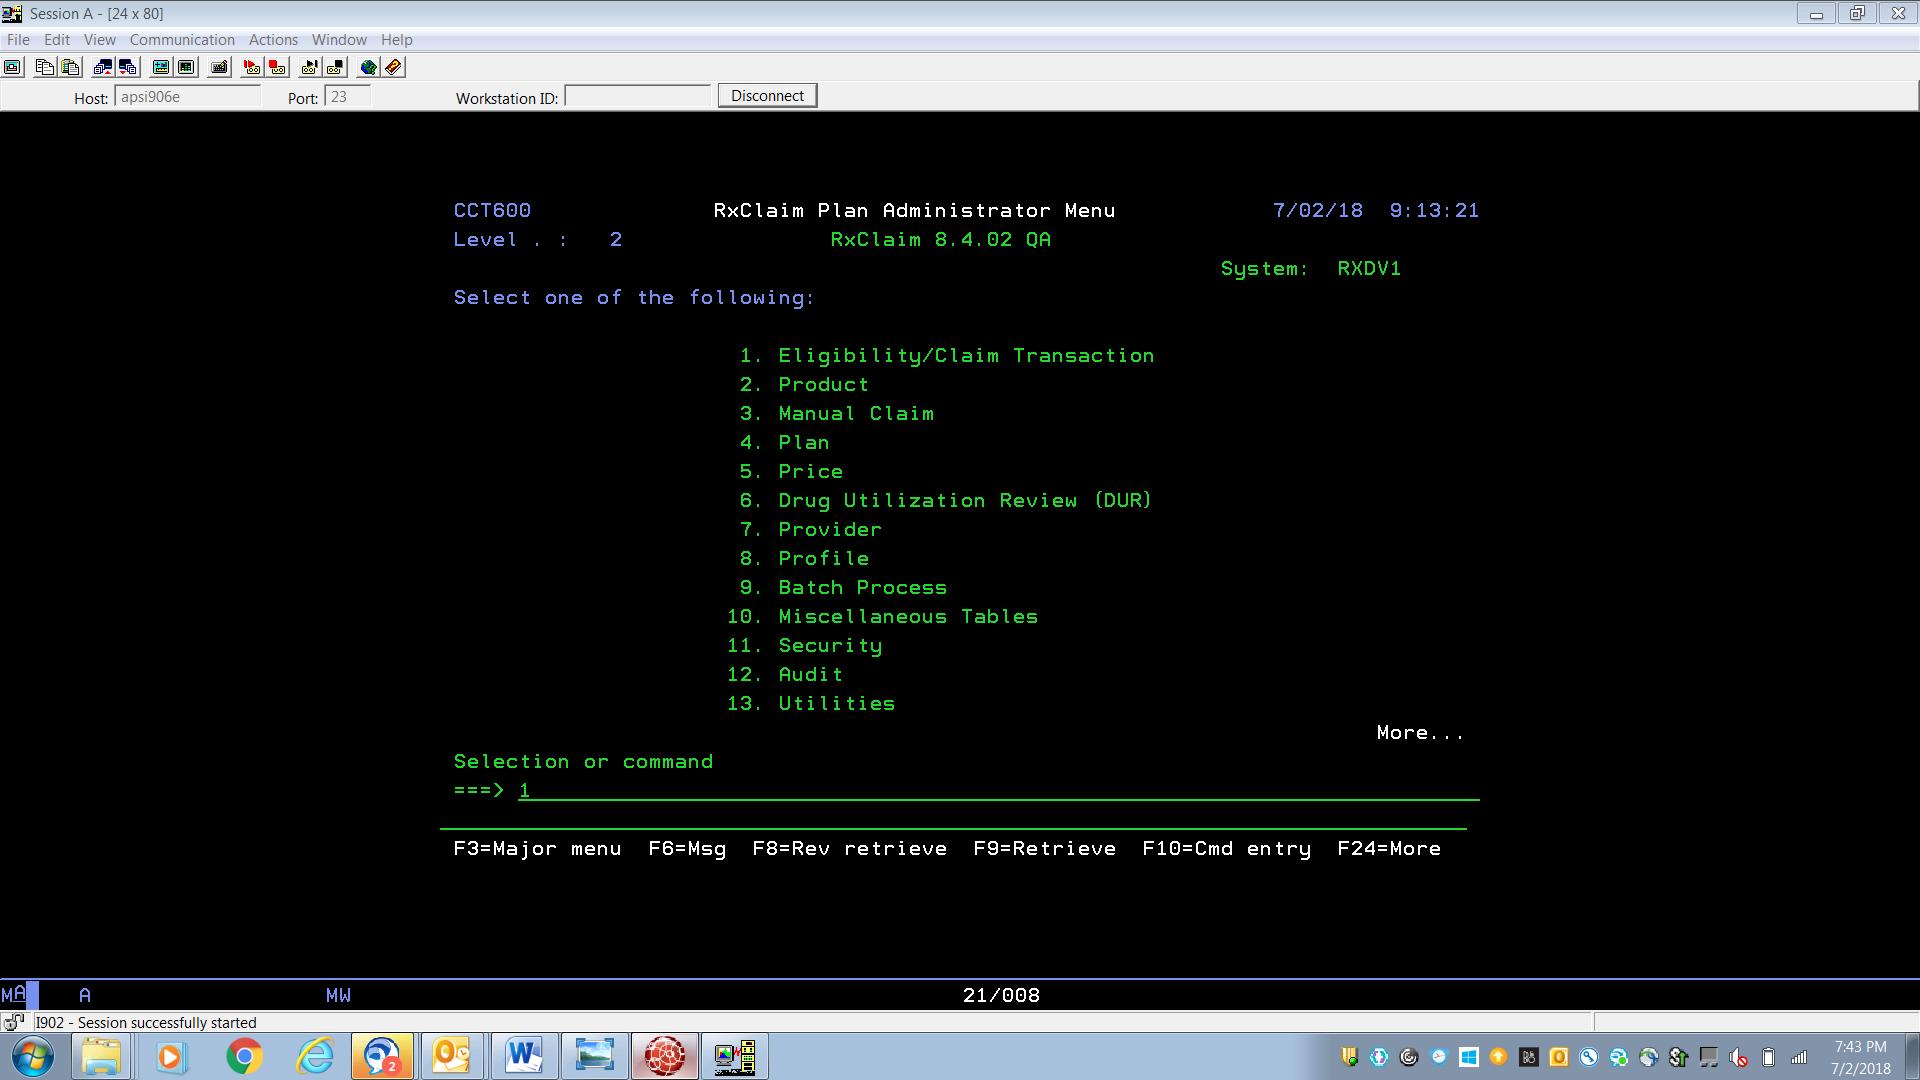 Session A - [24 x 80]
File Edit View Communication Actions Window Help
Host: apsi906e Port: 23 Workstation ID: Disconnect
CCT600 RxClaim Plan Administrator Menu 7/02/18 9:13:21
Level . : 2 RxClaim 8.4.02 QA
System: RXDV1
Select one of the following:
1. Eligibility/Claim Transaction
2. Product
3. Manual Claim
4. Plan
5. Price
6. Drug Utilization Review (DUR)
7. Provider
8. Profile
9. Batch Process
10. Miscellaneous Tables
11. Security
12. Audit
13. Utilities
More...
Selection or command
===> 1
F3=Major menu F6=Msg F8=Rev retrieve F9=Retrieve F10=Cmd entry F24=More
MA A MW 21/008
I902 - Session successfully started
2
7:43 PM
7/2/2018